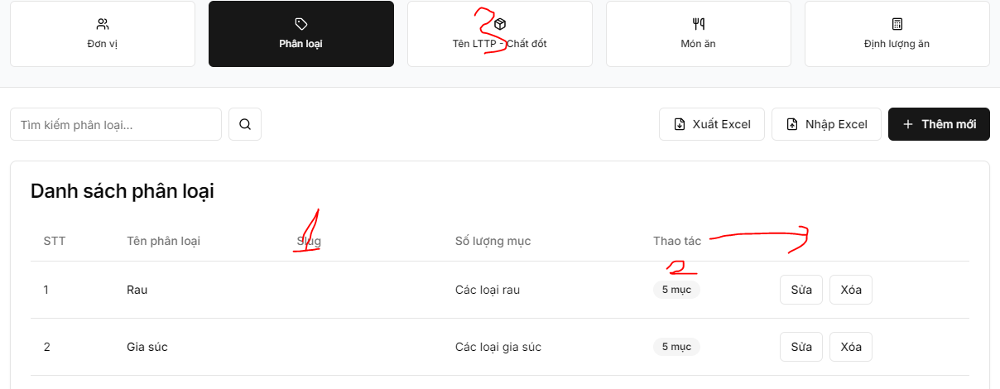 Đơn vị
Phân loại
3
Tên LTTP - Chất đốt
Món ăn
Định lượng ăn
Tìm kiếm phân loại...
Xuất Excel
Nhập Excel
+ Thêm mới
Danh sách phân loại
1
STT Tên phân loại Slug Số lượng mục Thao tác
2
1 Rau Các loại rau 5 mục Sửa Xóa
2 Gia súc Các loại gia súc 5 mục Sửa Xóa